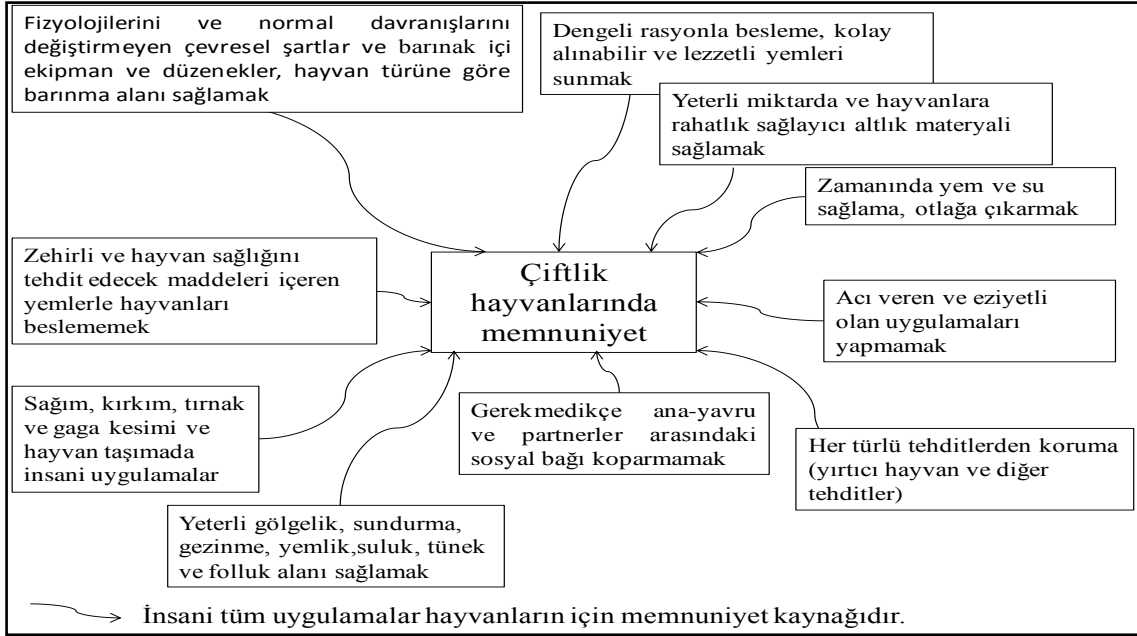 Fizyolojilerini ve normal davranışlarını
değiştirmeyen çevresel şartlar ve barınak içi
ekipman ve düzenekler, hayvan türüne göre
barınma alanı sağlamak
Dengeli rasyonla besleme, kolay
alınabilir ve lezzetli yemleri
sunmak
Yeterli miktarda ve hayvanlara
rahatlık sağlayıcı altlık materyali
sağlamak
Zamanında yem ve su
sağlama, otlağa çıkarmak
Zehirli ve hayvan sağlığını
tehdit edecek maddeleri içeren
yemlerle hayvanları
beslememek
Çiftlik
hayvanlarında
memnuniyet
Acı veren ve eziyetli
olan uygulamaları
yapmamak
Sağım, kırkım, tırnak
ve gaga kesimi ve
hayvan taşımada
insani uygulamalar
Gerekmedikçe ana-yavru
ve partnerler arasındaki
sosyal bağı koparmamak
Her türlü tehditlerden koruma
(yırtıcı hayvan ve diğer
tehditler)
Yeterli gölgelik, sundurma,
gezinme, yemlik,suluk, tünek
ve folluk alanı sağlamak
İnsani tüm uygulamalar hayvanların için memnuniyet kaynağıdır.